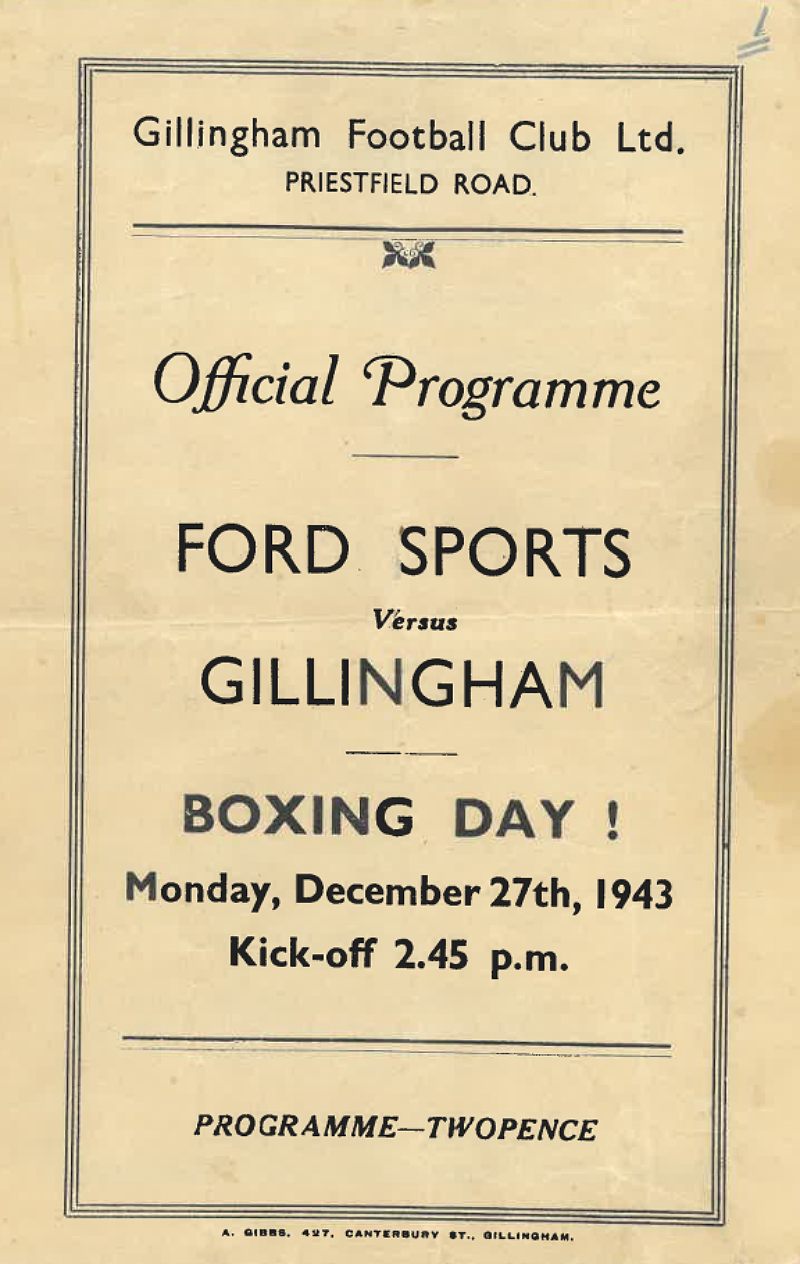 Gillingham Football Club Ltd.
PRIESTFIELD ROAD.
Official Programme
FORD SPORTS
Versus
GILLINGHAM
BOXING DAY !
Monday, December 27th, 1943
Kick-off 2.45 p.m.
PROGRAMME—TWOPENCE
A. GIBBS, 427, CANTERBURY ST., GILLINGHAM.